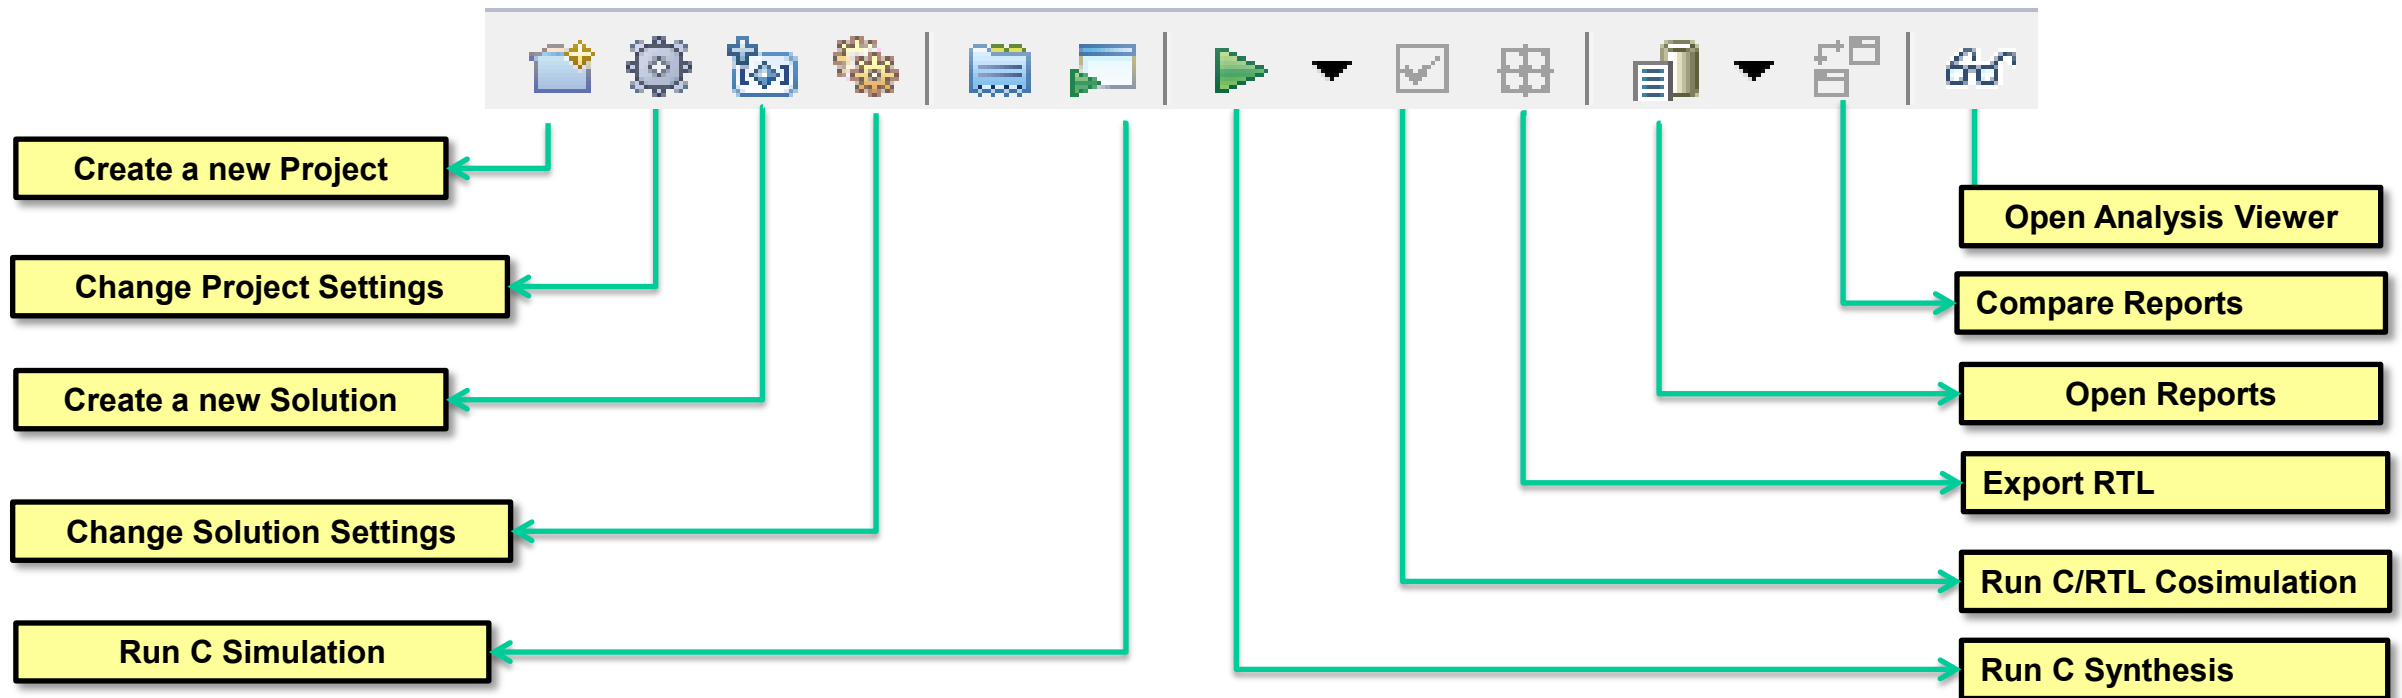 Create a new Project
Change Project Settings
Create a new Solution
Change Solution Settings
Run C Simulation
Open Analysis Viewer
Compare Reports
Open Reports
Export RTL
Run C/RTL Cosimulation
Run C Synthesis